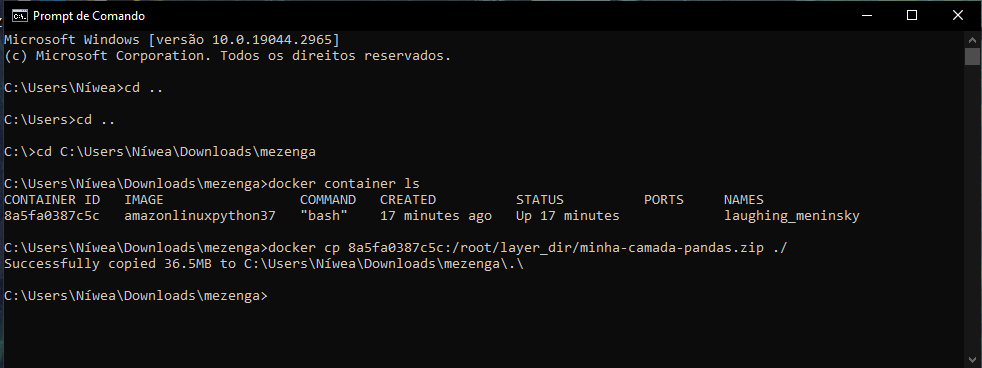 Prompt de Comando
Microsoft Windows [versão 10.0.19044.2965]
(c) Microsoft Corporation. Todos os direitos reservados.
C:\Users\Níwea>cd ..
C:\Users>cd ..
C:\>cd C:\Users\Níwea\Downloads\mezenga
C:\Users\Níwea\Downloads\mezenga>docker container ls
CONTAINER ID   IMAGE                 COMMAND   CREATED          STATUS          PORTS     NAMES
8a5fa0387c5c   amazonlinuxpython37   "bash"    17 minutes ago   Up 17 minutes             laughing_meninsky
C:\Users\Níwea\Downloads\mezenga>docker cp 8a5fa0387c5c:/root/layer_dir/minha-camada-pandas.zip ./
Successfully copied 36.5MB to C:\Users\Níwea\Downloads\mezenga\.\
C:\Users\Níwea\Downloads\mezenga>